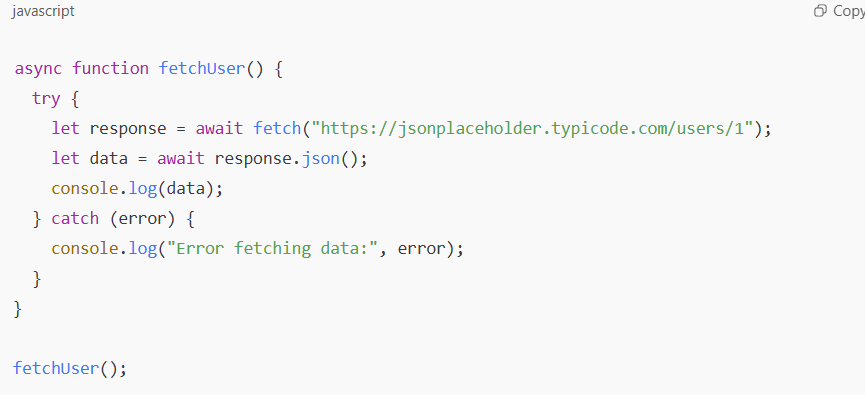 javascript
Copy
async function fetchUser() {
  try {
    let response = await fetch("https://jsonplaceholder.typicode.com/users/1");
    let data = await response.json();
    console.log(data);
  } catch (error) {
    console.log("Error fetching data:", error);
  }
}
fetchUser();